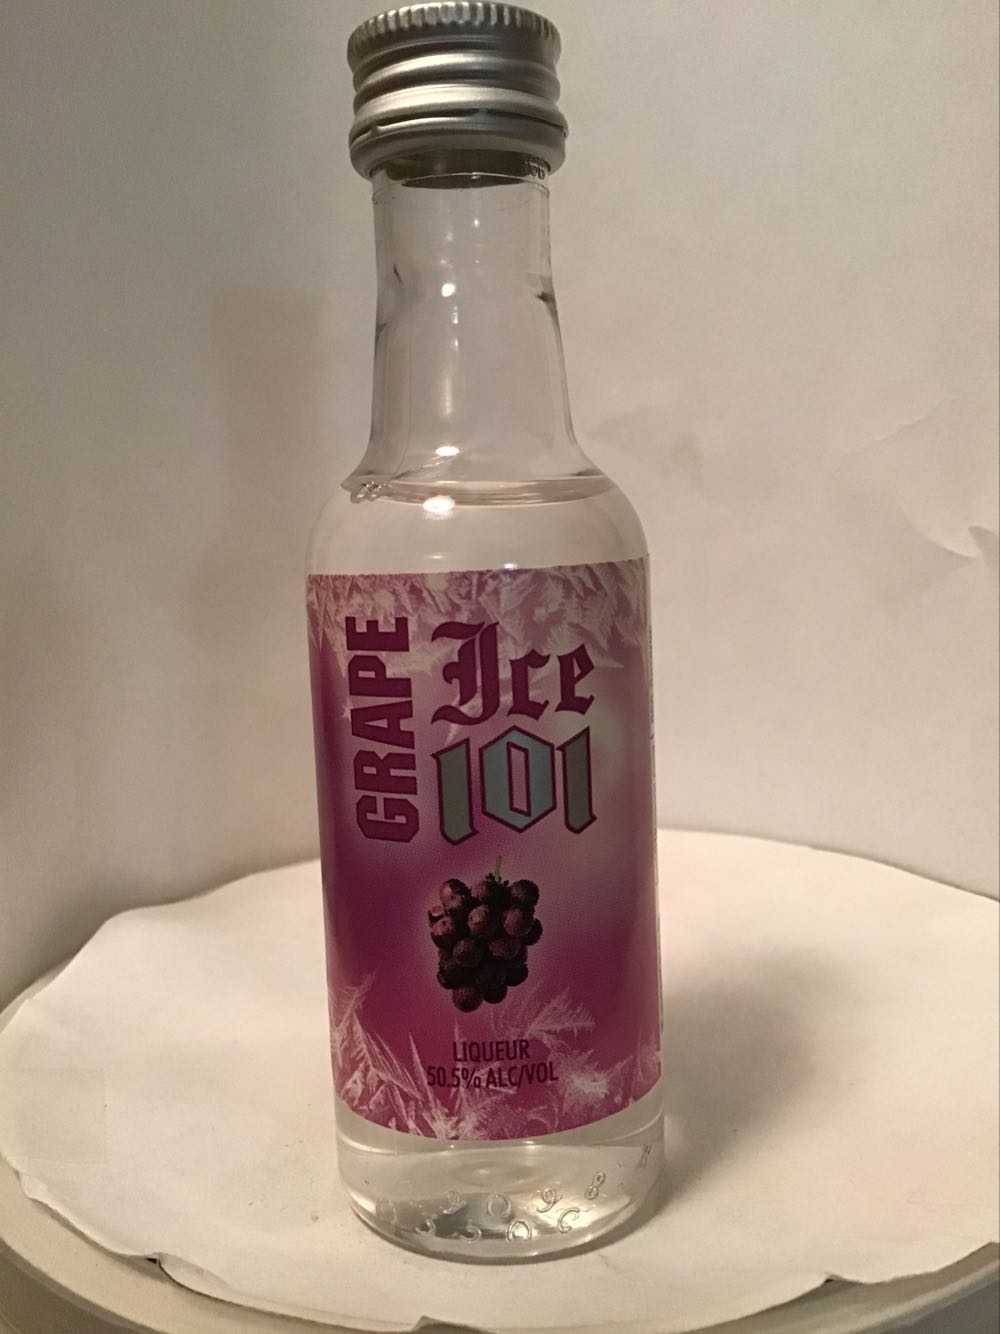 GRAPE
Ice
101
LIQUEUR
50.5% ALC/VOL